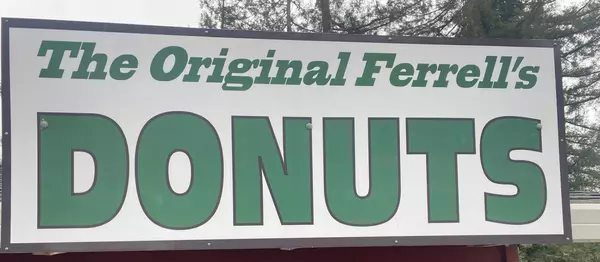 The Original Ferrell's
DONUTS